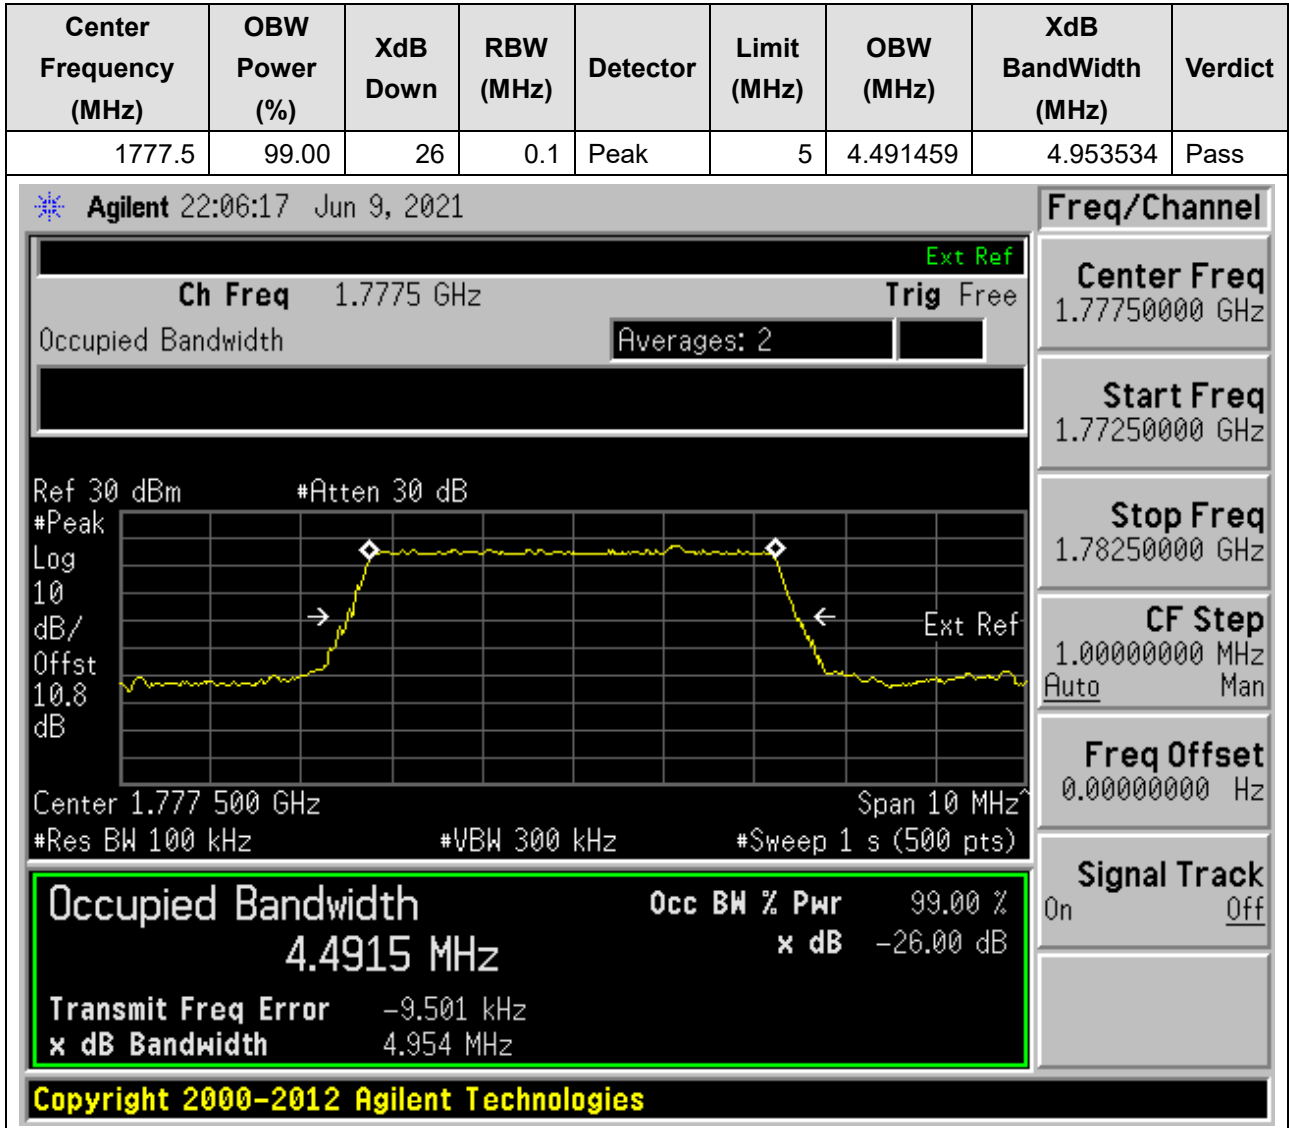 Center Frequency (MHz) OBW Power (%) XdB Down RBW (MHz) Detector Limit (MHz) OBW (MHz) XdB BandWidth (MHz) Verdict
1777.5 99.00 26 0.1 Peak 5 4.491459 4.953534 Pass
Agilent 22:06:17 Jun 9, 2021
Ext Ref
Ch Freq 1.7775 GHz Trig Free
Occupied Bandwidth Averages: 2
Ref 30 dBm #Atten 30 dB
#Peak
Log
10
dB/
Offst
10.8
dB
Ext Ref
Center 1.777 500 GHz Span 10 MHz^
#Res BW 100 kHz #VBW 300 kHz #Sweep 1 s (500 pts)
Occupied Bandwidth
4.4915 MHz
Occ BW % Pwr 99.00 %
x dB -26.00 dB
Transmit Freq Error -9.501 kHz
x dB Bandwidth 4.954 MHz
Copyright 2000-2012 Agilent Technologies
Freq/Channel
Center Freq
1.77750000 GHz
Start Freq
1.77250000 GHz
Stop Freq
1.78250000 GHz
CF Step
1.00000000 MHz
Auto Man
Freq Offset
0.00000000 Hz
Signal Track
On Off